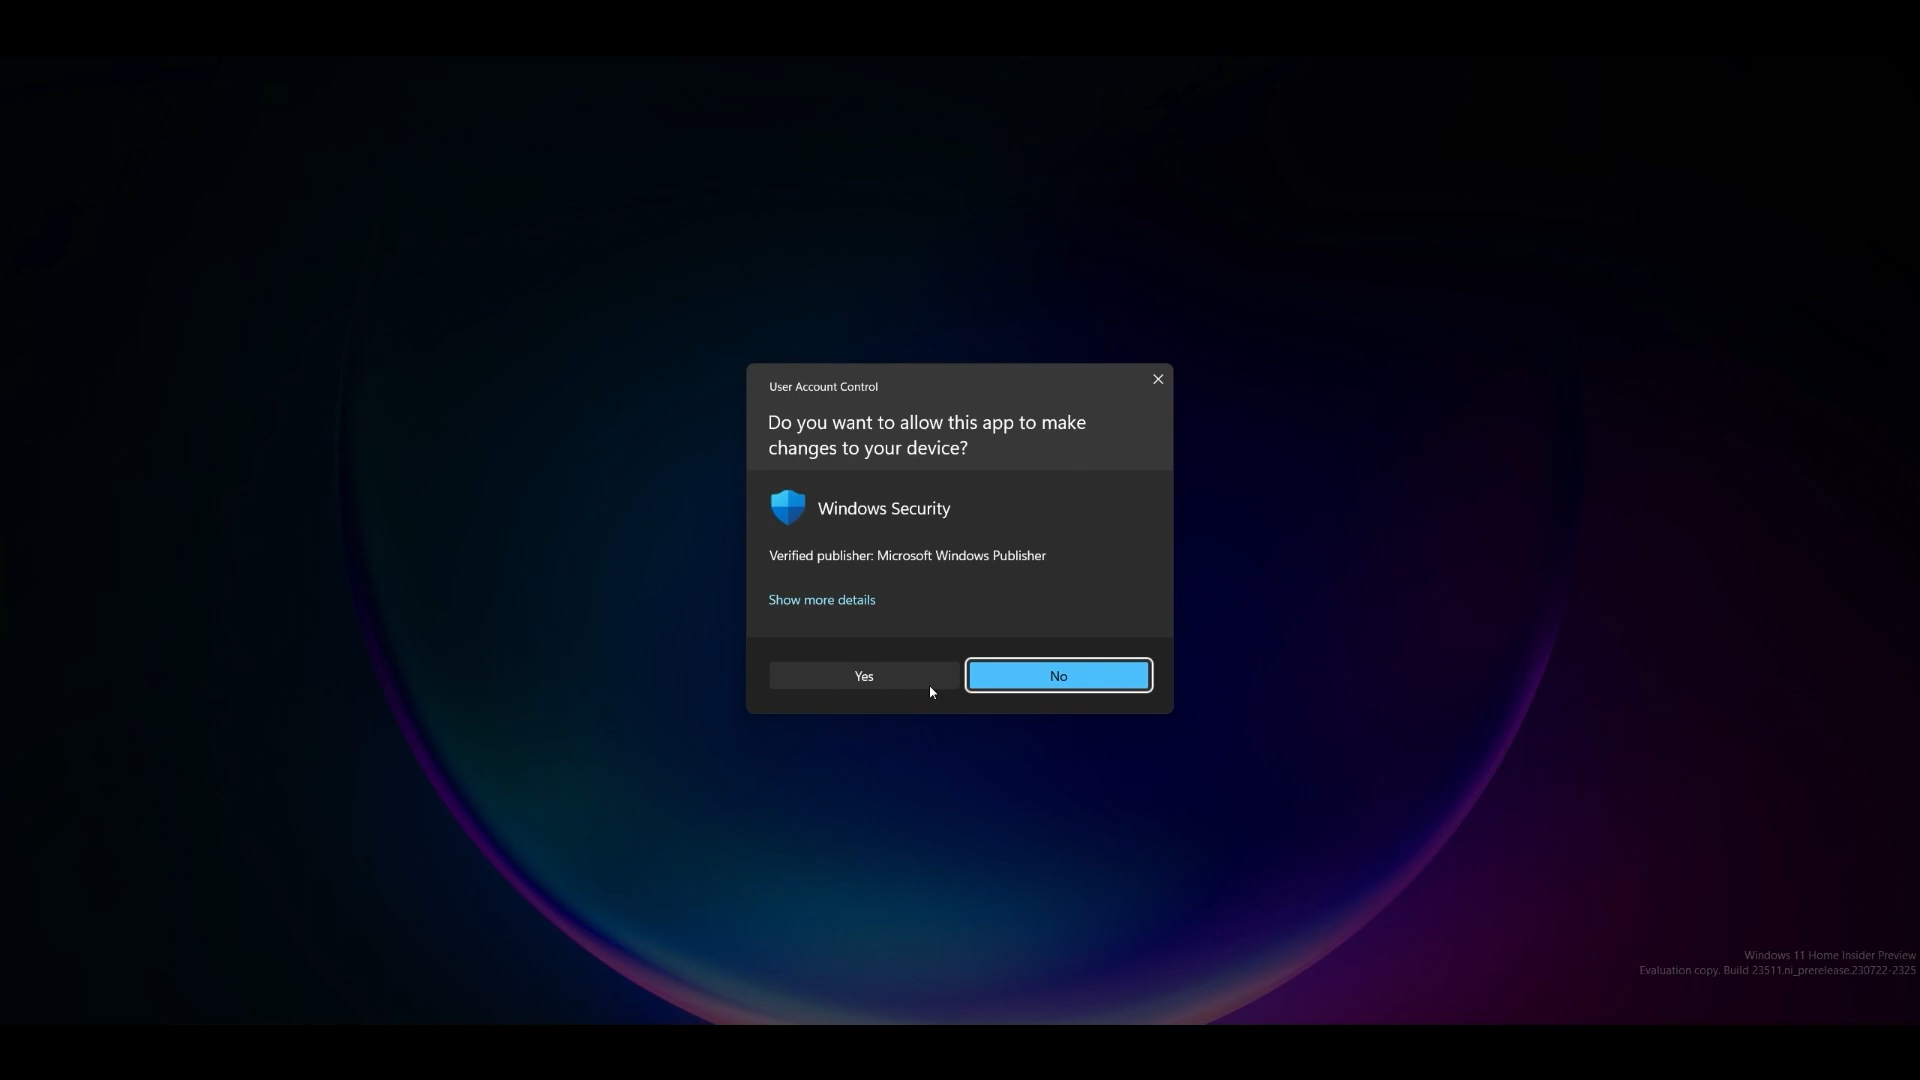 User Account Control
Do you want to allow this app to make
changes to your device?
Windows Security
Verified publisher: Microsoft Windows Publisher
Show more details
Yes
No
Windows 11 Home Insider Preview
Evaluation copy. Build 23511.ni_prerelease.230722-2325